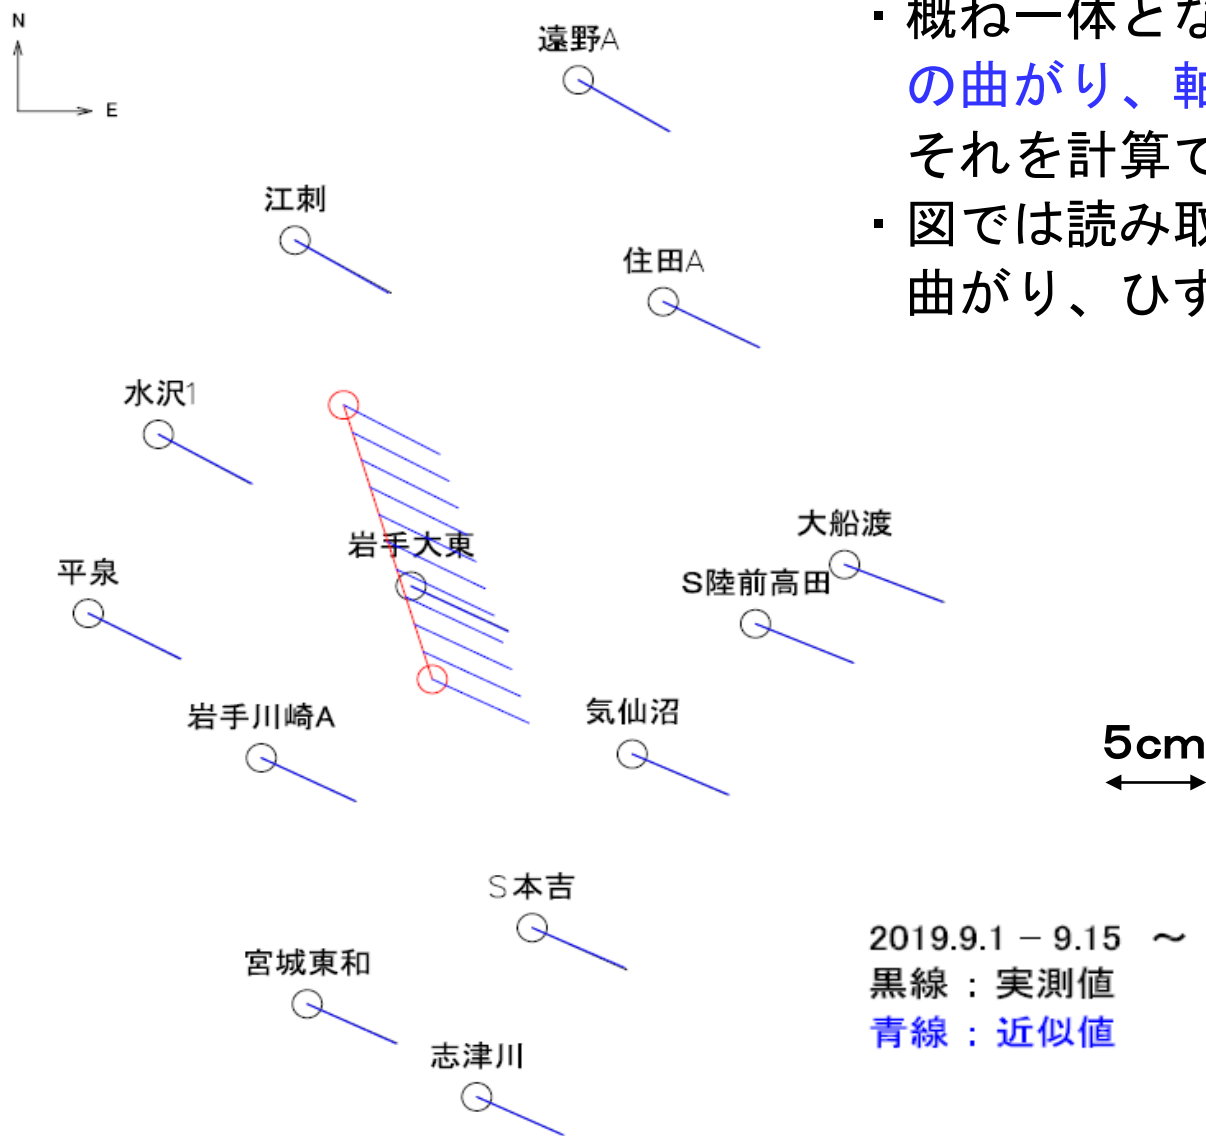 N
E
遠野A
江刺
住田A
水沢1
岩手大東
大船渡
S陸前高田
平泉
岩手川崎A
気仙沼
S本吉
宮城東和
志津川
・概ね一体とな
の曲がり、軸
それを計算で
・図では読み取
曲がり、ひず
5cm
2019.9.1 - 9.15 ～
黒線：実測値
青線：近似値